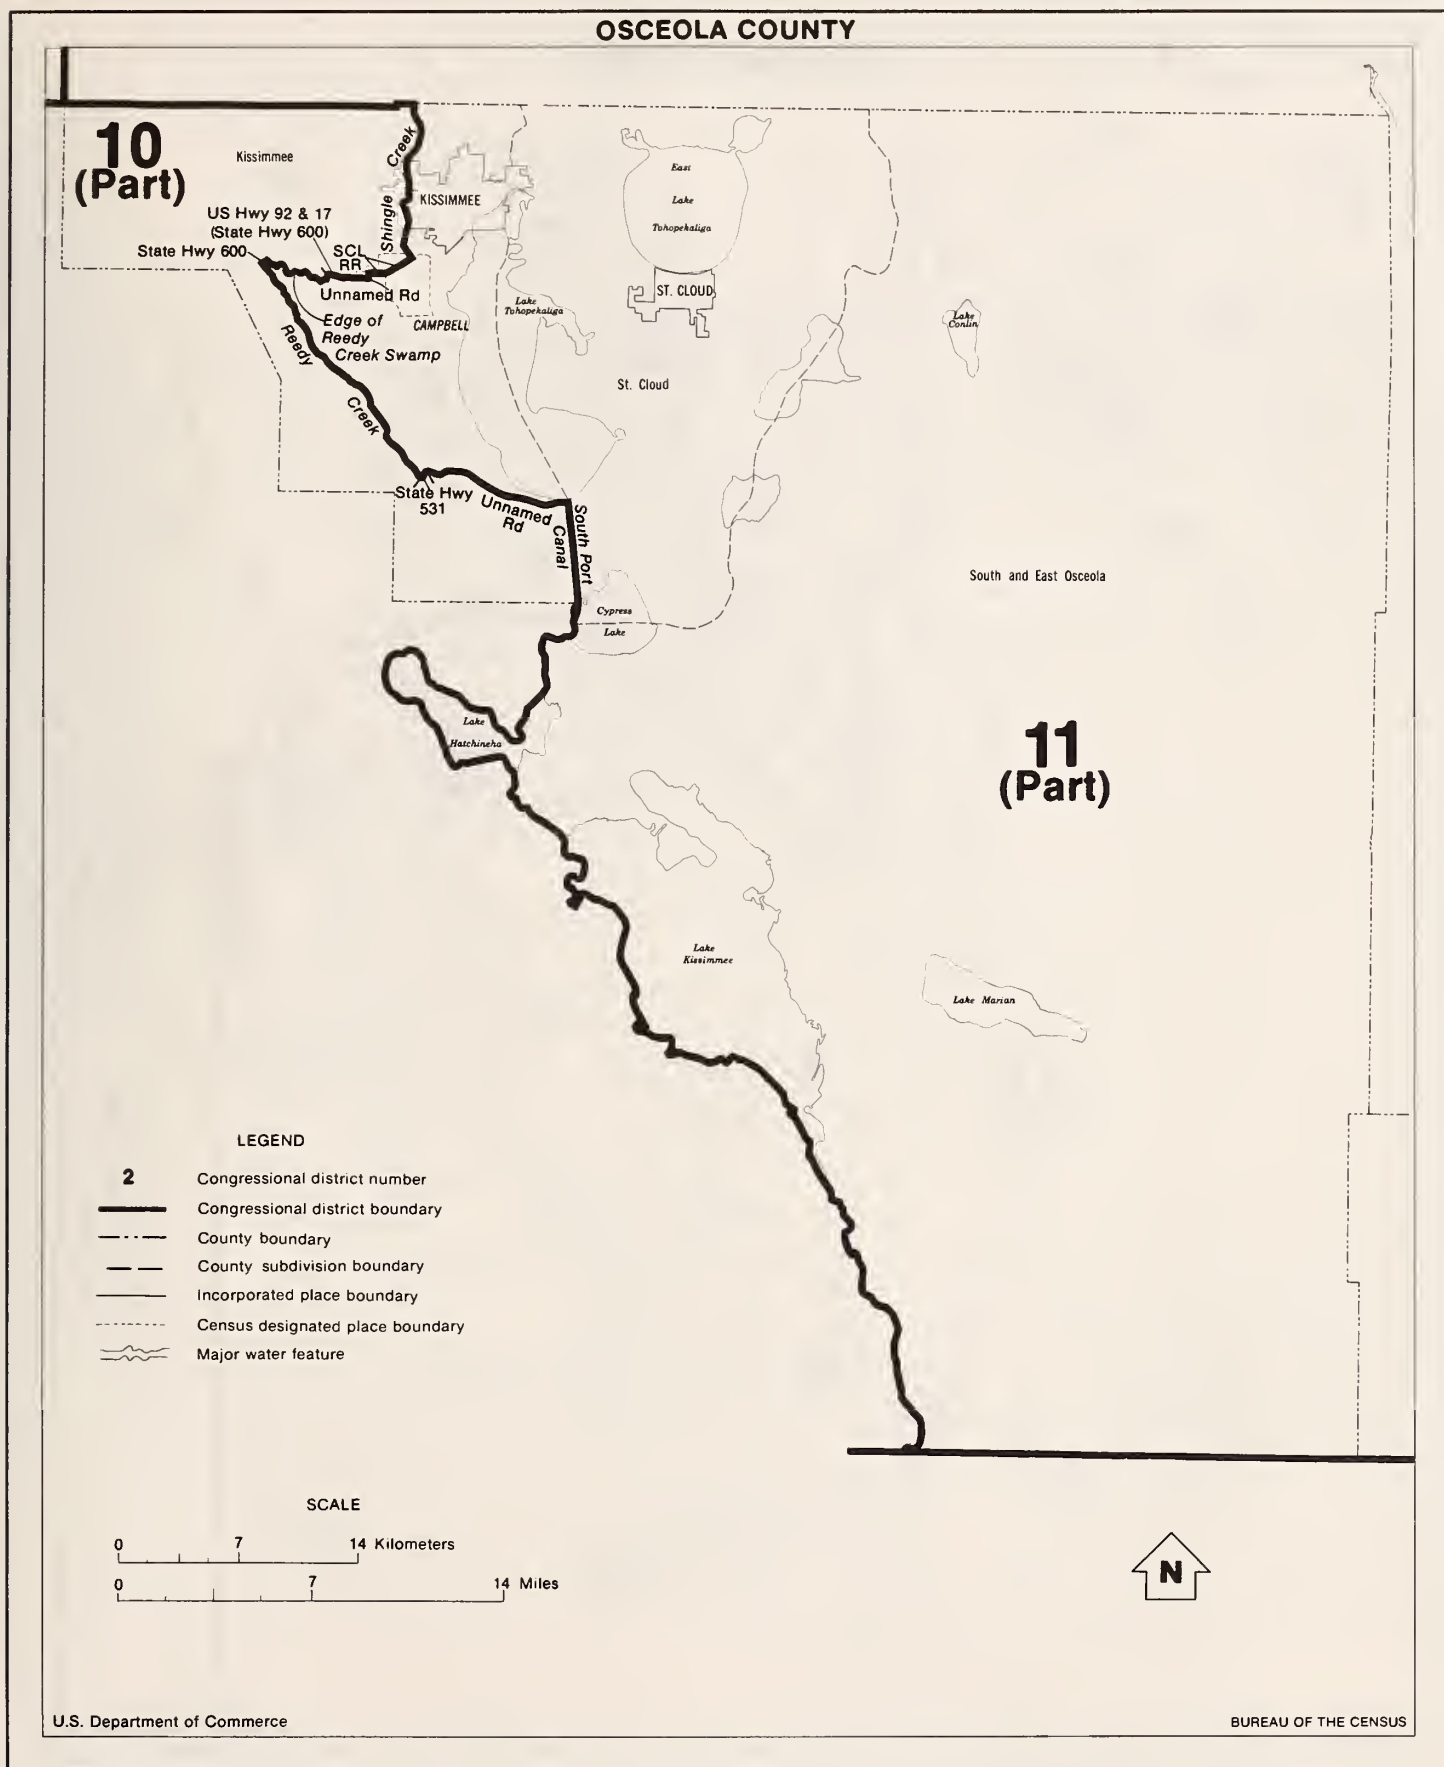 OSCEOLA COUNTY
10
(Part)
Kissimmee
Shingle Creek
KISSIMMEE
US Hwy 92 & 17
(State Hwy 600)
State Hwy 600
SCL
RR
Unnamed Rd
Edge of
Reedy
Creek Swamp
CAMPBELL
Reedy
Creek
East
Lake
Tohopekaliga
ST. CLOUD
Lake
Tohopekaliga
Lake
Conlin
St. Cloud
State Hwy
531
Unnamed
Rd
South Port
Canal
Cypress
Lake
South and East Osceola
Lake
Hatchineha
11
(Part)
Lake
Kissimmee
Lake Marian
LEGEND
2 Congressional district number
Congressional district boundary
County boundary
County subdivision boundary
Incorporated place boundary
Census designated place boundary
Major water feature
SCALE
0 7 14 Kilometers
0 7 14 Miles
N
U.S. Department of Commerce
BUREAU OF THE CENSUS